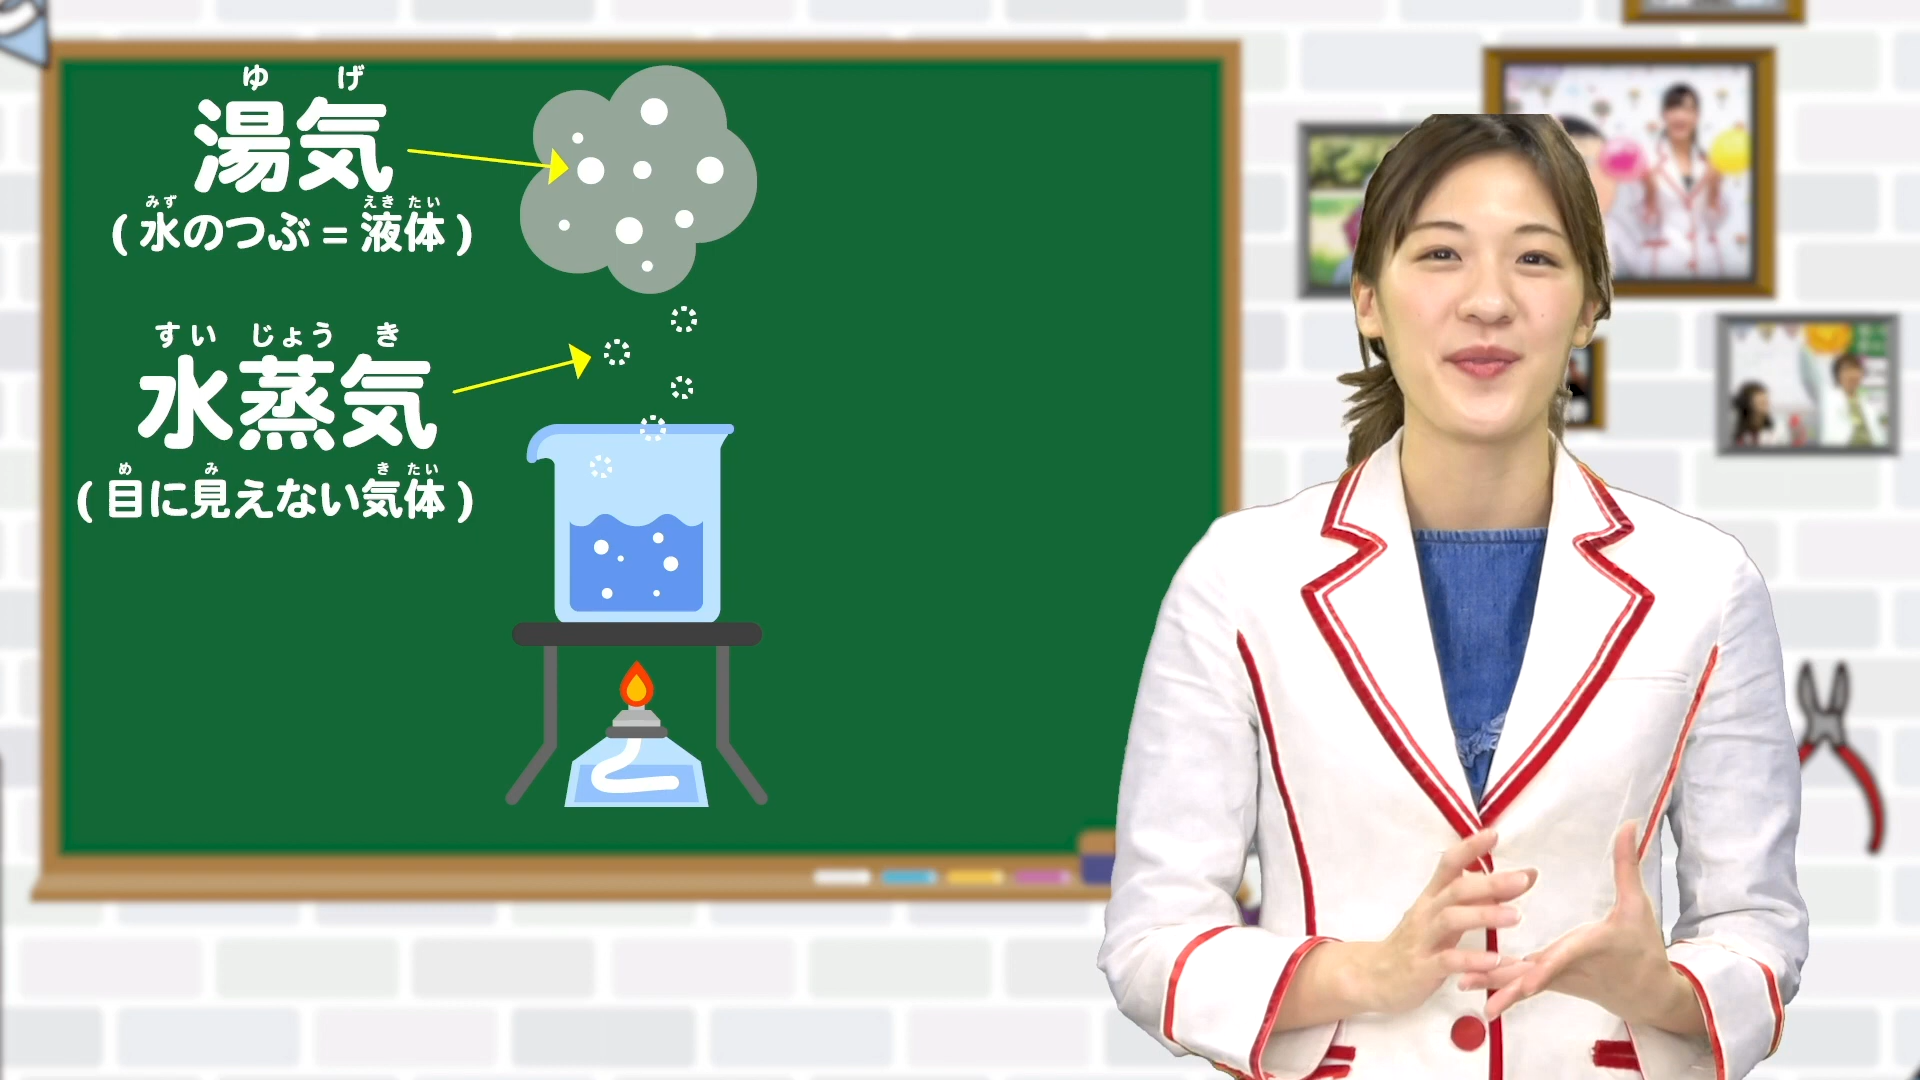 ゆげ
湯気
みず えきたい
(水のつぶ=液体)
すいじょうき
水蒸気
め み きたい
(目に見えない気体)